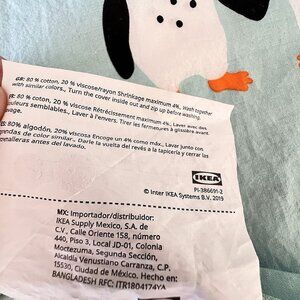 GB: 80 % cotton, 20 % viscose/rayon Shrinkage maximum 4%. Wash together
with similar colors., Turn the cover inside out and zip up before washing.
80% coton, 20 % viscose Rétrécissement maximum 4%. Laver avec des
couleurs semblables., Laver à l'envers. Tirer les fermetures à glissière avant
lavage.
ES: 80% algodón, 20% viscosa Encoge un 4% como máx.. Lavar junto con
prendas de color similar., Darle la vuelta del revés a la tapicería y cerrar las
cremalleras antes del lavado.
IKEA
PI-386691-2
© Inter IKEA Systems B.V. 2019
MX: Importador/distribuidor:
IKEA Supply Mexico, S.A. de
C.V., Calle Oriente 158, número
440, Piso 3, Local JD-01, Colonia
Moctezuma, Segunda Sección,
Alcaldía Venustiano Carranza, C.P.
15530, Ciudad de México. Hecho en:
BANGLADESH RFC: ITR1804174YA